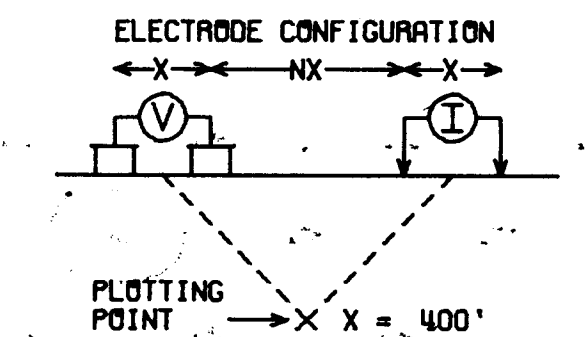 ELECTRODE CONFIGURATION
X NX X
V I
PLOTTING
POINT X X = 400'